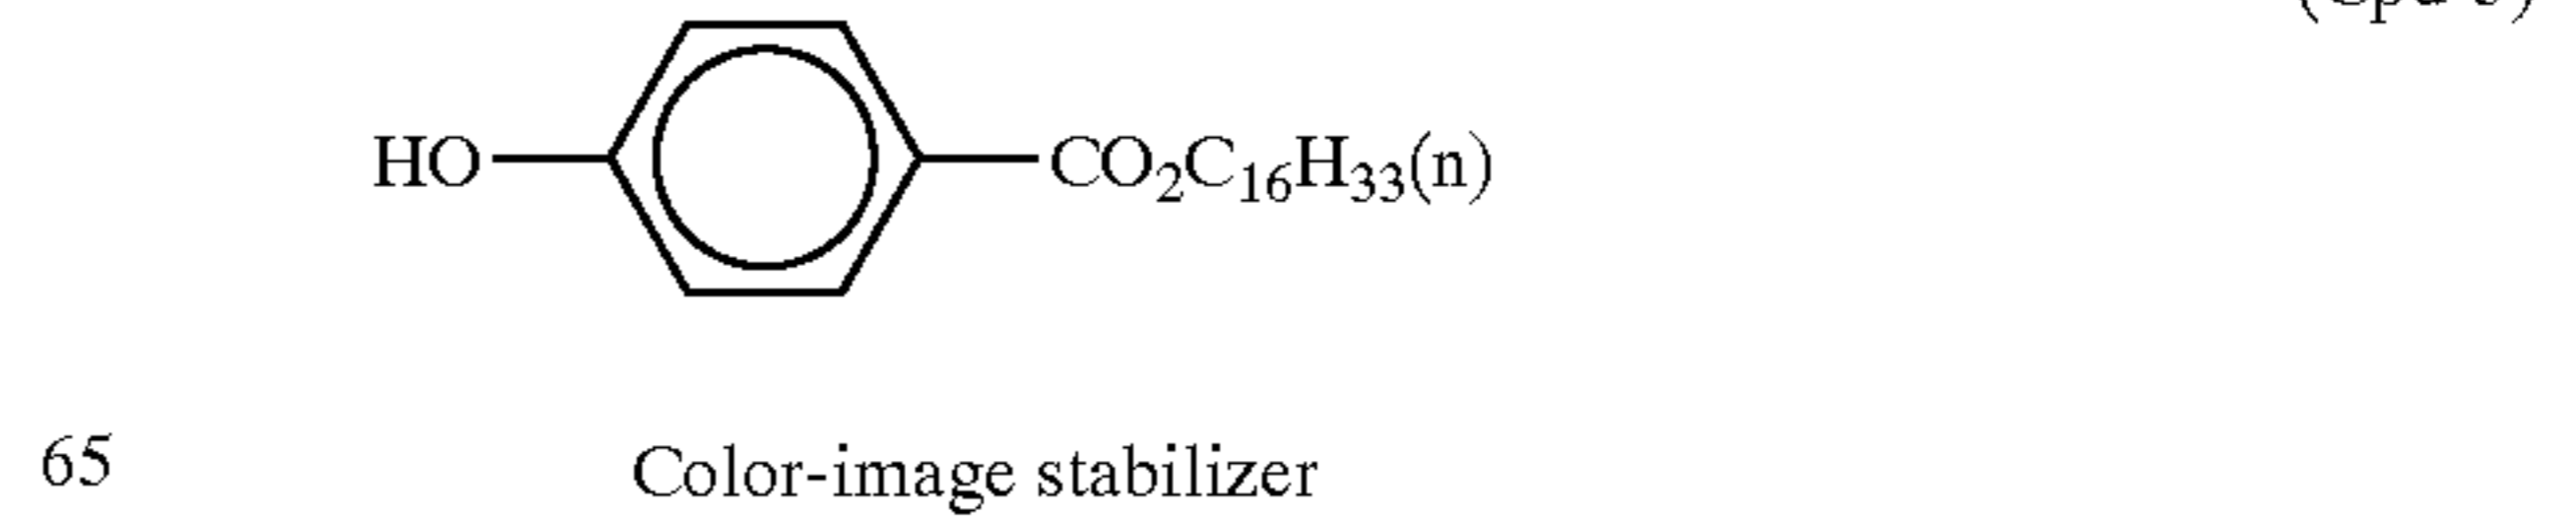 HO CO₂C₁₆H₃₃(n)
65 Color-image stabilizer